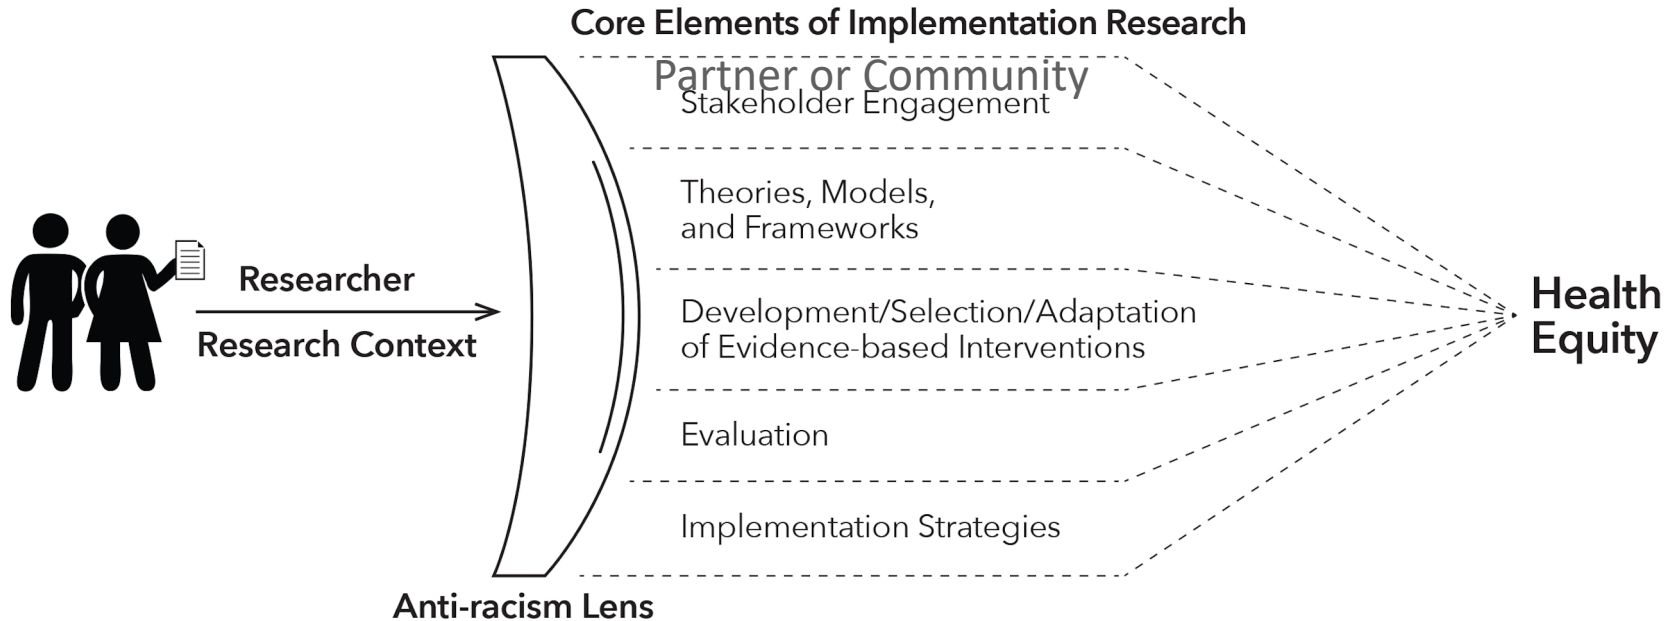 Core Elements of Implementation Research
Partner or Community
Stakeholder Engagement
Theories, Models,
and Frameworks
Researcher
Research Context
Development/Selection/Adaptation
of Evidence-based Interventions
Health
Equity
Evaluation
Implementation Strategies
Anti-racism Lens